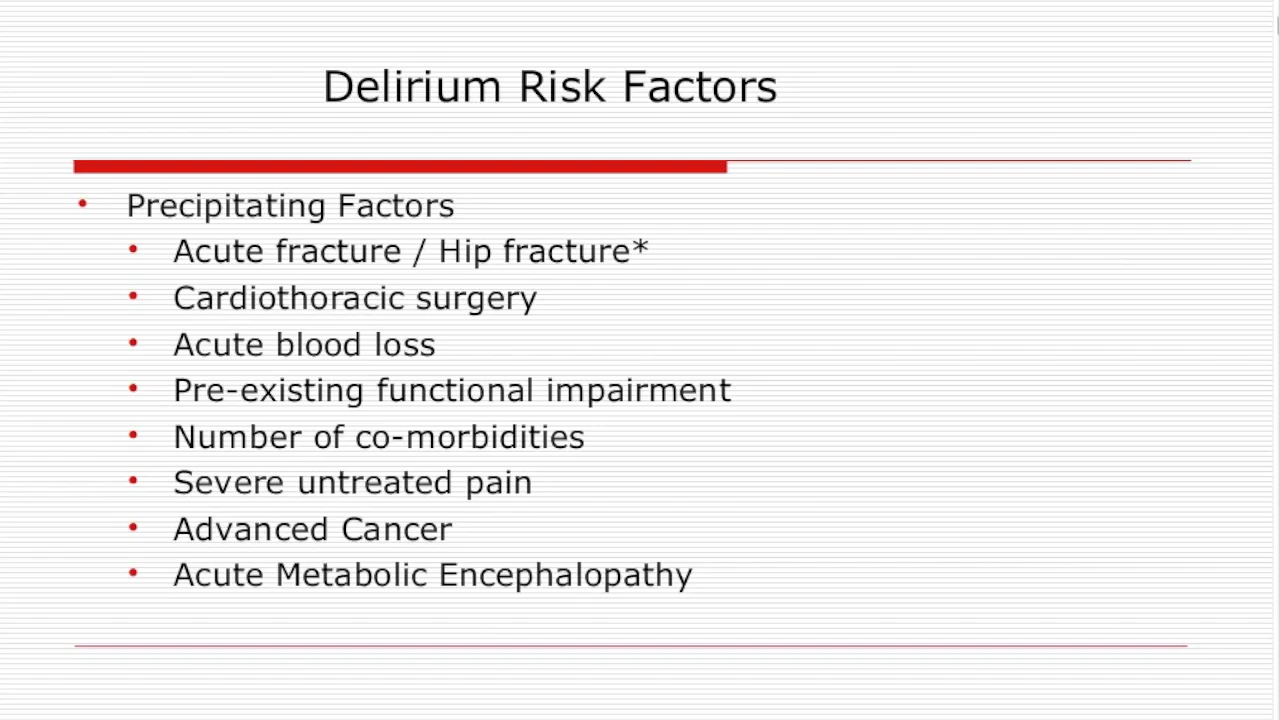 Delirium Risk Factors
• Precipitating Factors
• Acute fracture / Hip fracture*
• Cardiothoracic surgery
• Acute blood loss
• Pre-existing functional impairment
• Number of co-morbidities
• Severe untreated pain
• Advanced Cancer
• Acute Metabolic Encephalopathy